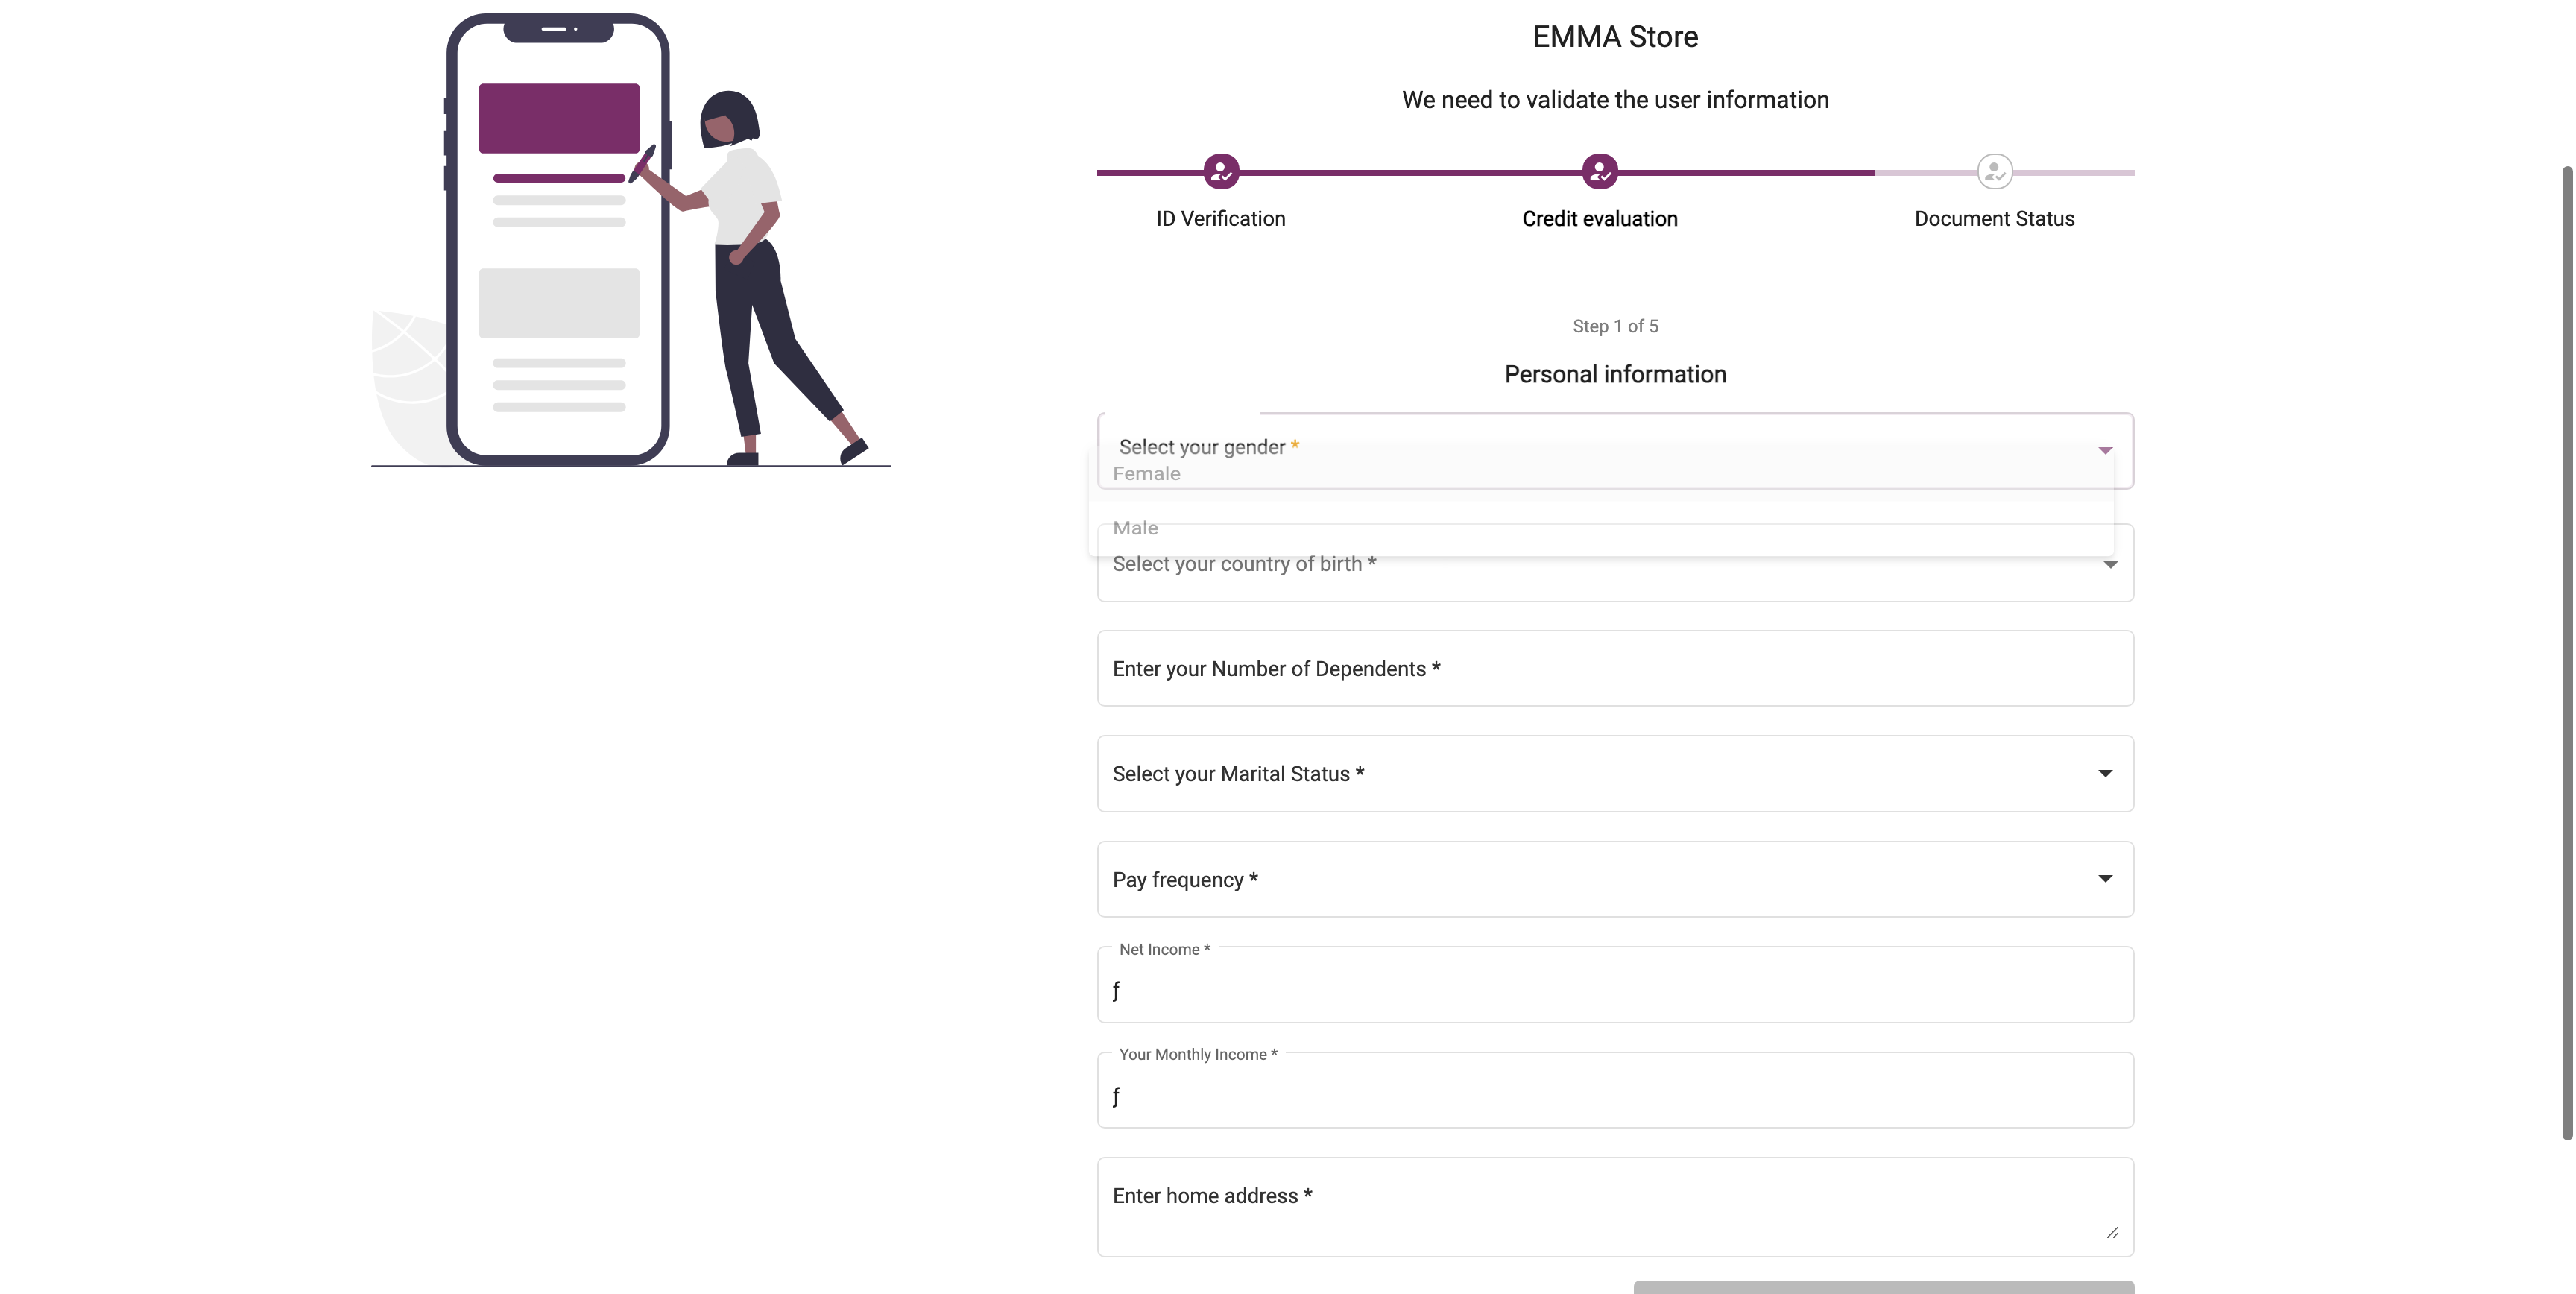 EMMA Store
We need to validate the user information
ID Verification
Credit evaluation
Document Status
Step 1 of 5
Personal information
Select your gender *
Female
Male
Select your country of birth *
Enter your Number of Dependents *
Select your Marital Status *
Pay frequency *
Net Income *
ƒ
Your Monthly Income *
ƒ
Enter home address *